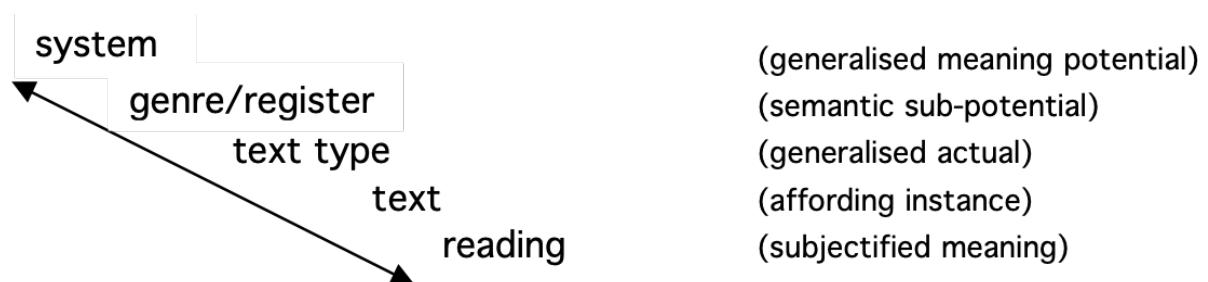 system (generalised meaning potential)
genre/register (semantic sub-potential)
text type (generalised actual)
text (affording instance)
reading (subjectified meaning)